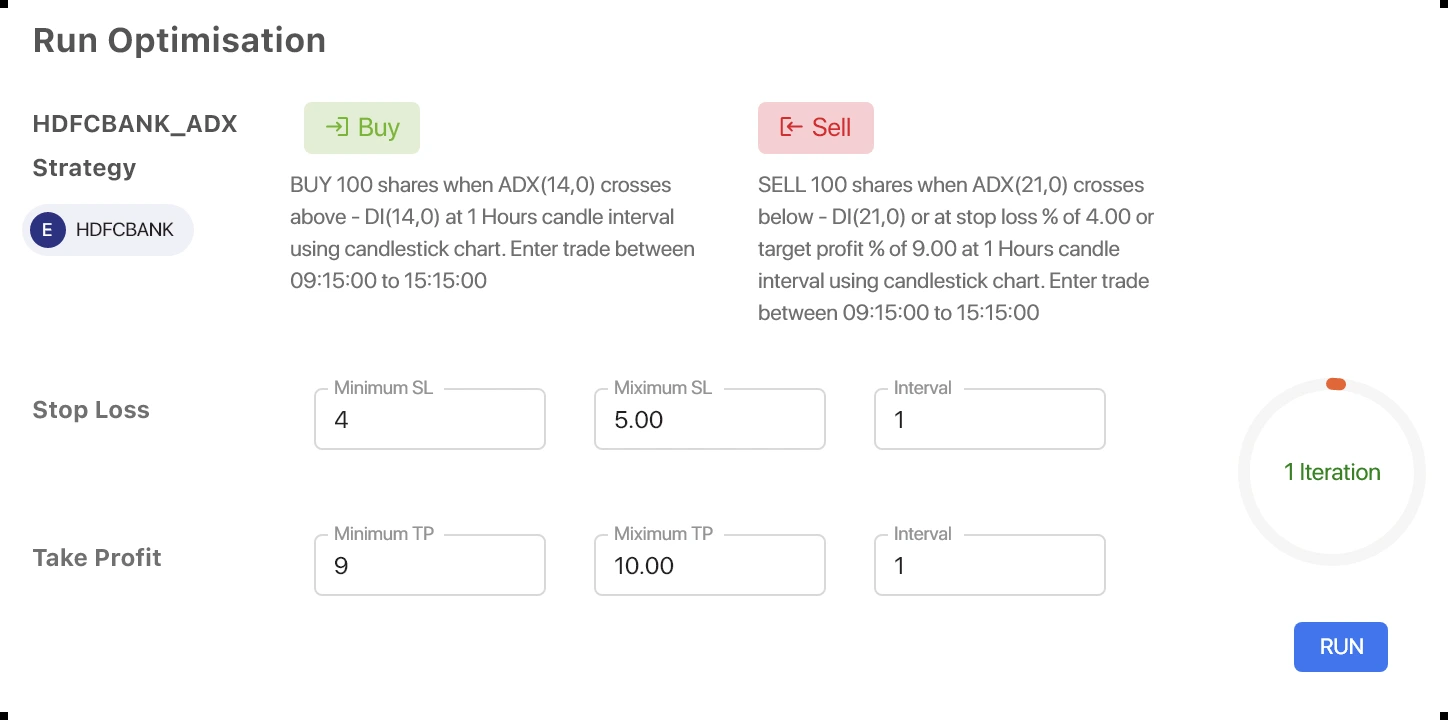 Run Optimisation
HDFCBANK_ADX
Strategy
E HDFCBANK
Buy
BUY 100 shares when ADX(14,0) crosses
above - DI(14,0) at 1 Hours candle interval
using candlestick chart. Enter trade between
09:15:00 to 15:15:00
Sell
SELL 100 shares when ADX(21,0) crosses
below - DI(21,0) or at stop loss % of 4.00 or
target profit % of 9.00 at 1 Hours candle
interval using candlestick chart. Enter trade
between 09:15:00 to 15:15:00
Stop Loss
Minimum SL
4
Miximum SL
5.00
Interval
1
Take Profit
Minimum TP
9
Miximum TP
10.00
Interval
1
1 Iteration
RUN